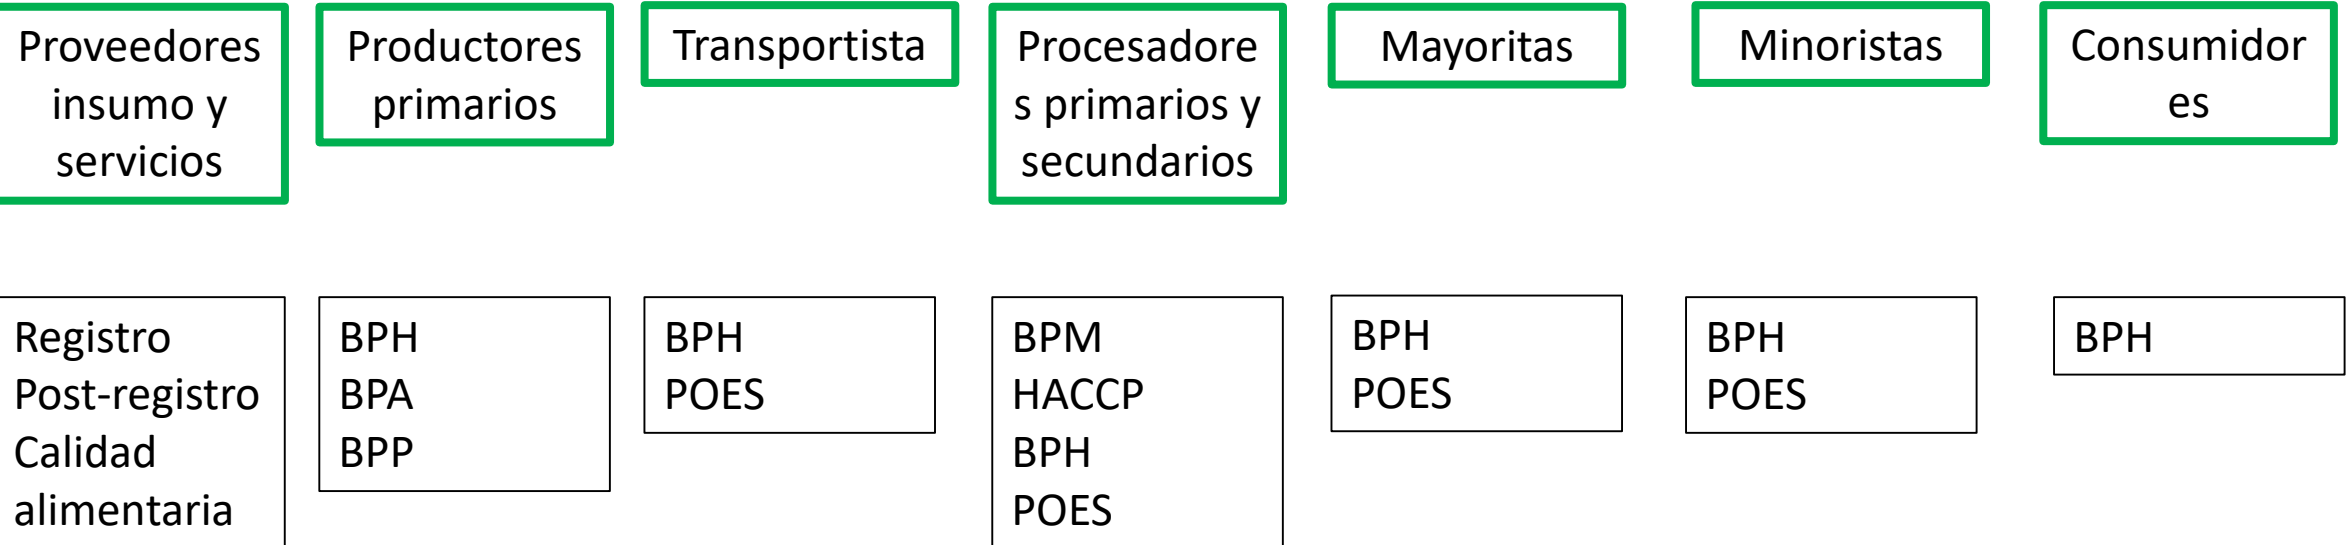 Proveedores
insumo y
servicios
Productores
primarios
Transportista
Procesadore
s primarios y
secundarios
Mayoritas
Minoristas
Consumidor
es
Registro
Post-registro
Calidad
alimentaria
BPH
BPA
BPP
BPH
POES
BPM
HACCP
BPH
POES
BPH
POES
BPH
POES
BPH